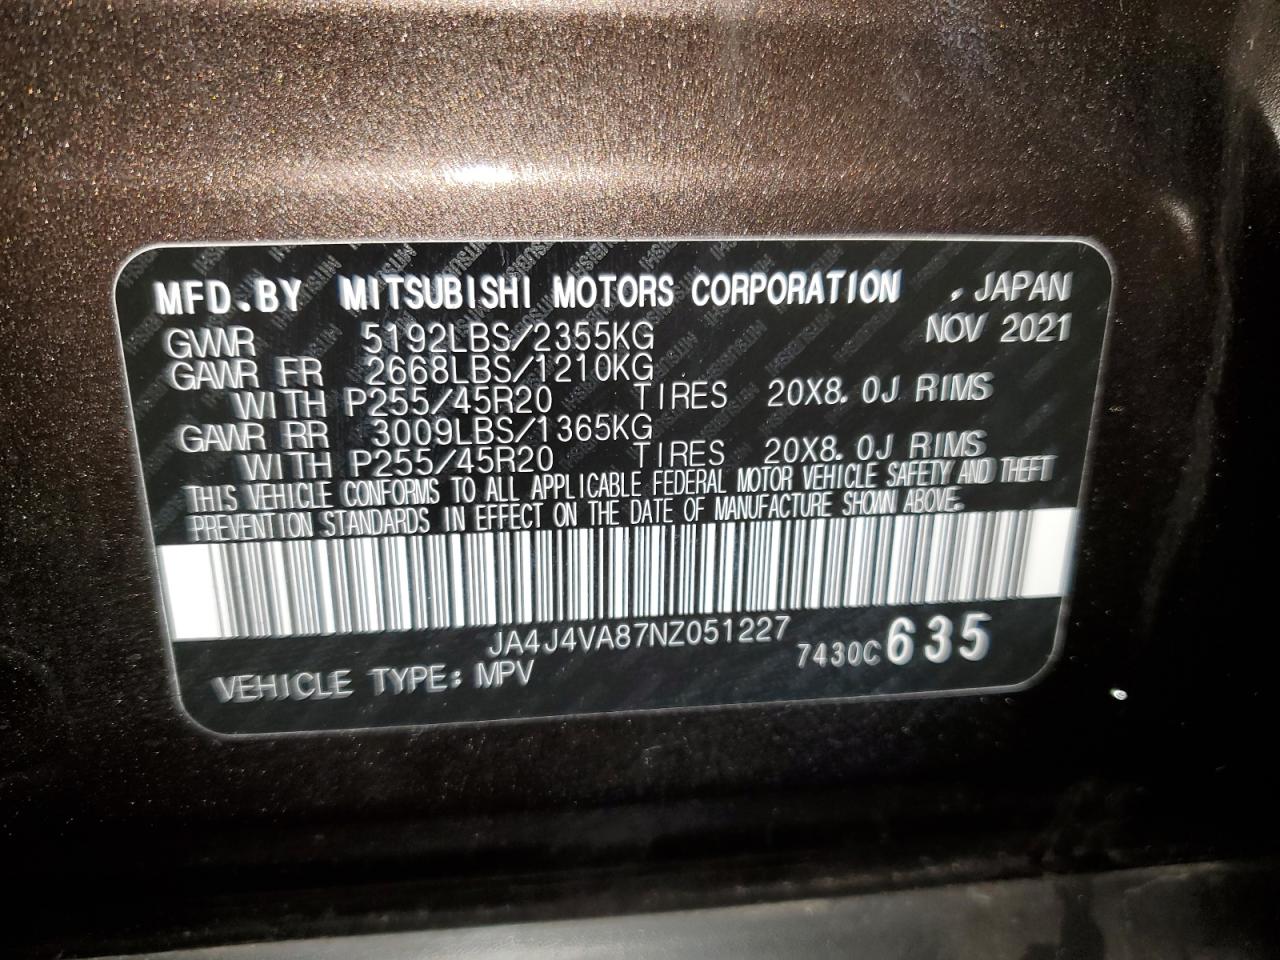 MFD.BY MITSUBISHI MOTORS CORPORATION , JAPAN
GVWR 5192LBS/2355KG NOV 2021
GAWR FR 2668LBS/1210KG
WITH P255/45R20 TIRES 20X8.0J RIMS
GAWR RR 3009LBS/1365KG
WITH P255/45R20 TIRES 20X8.0J RIMS
THIS VEHICLE CONFORMS TO ALL APPLICABLE FEDERAL MOTOR VEHICLE SAFETY AND THEFT
PREVENTION STANDARDS IN EFFECT ON THE DATE OF MANUFACTURE SHOWN ABOVE.
JA4J4VA87NZ051227
VEHICLE TYPE: MPV 7430C635